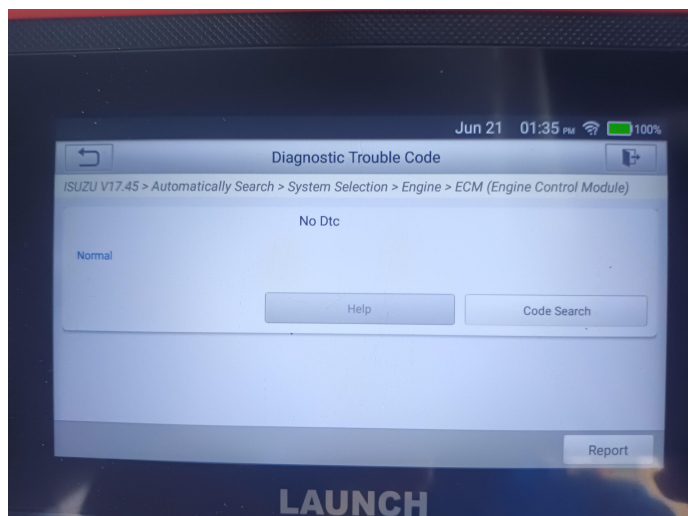 Jun 21 01:35 PM 100%
Diagnostic Trouble Code
ISUZU V17.45 > Automatically Search > System Selection > Engine > ECM (Engine Control Module)
No Dtc
Normal
Help
Code Search
Report
LAUNCH